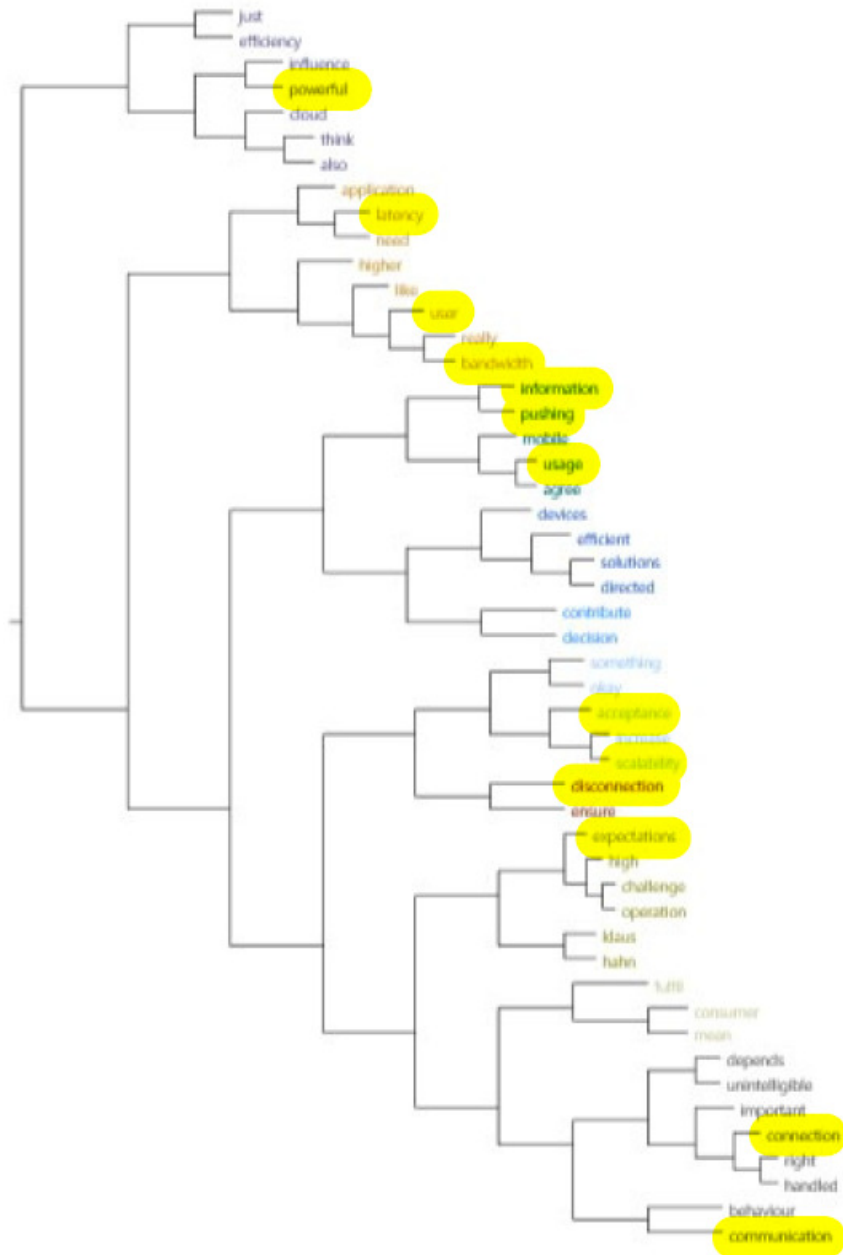 just
efficiency
influence
powerful
cloud
think
also
application
latency
need
higher
like
user
really
bandwidth
information
pushing
mobile
usage
agree
devices
efficient
solutions
directed
contribute
decision
something
okay
acceptance
increase
scalability
disconnection
ensure
expectations
high
challenge
operation
klaus
hahn
fulfil
consumer
mean
depends
unintelligible
important
connection
right
handled
behaviour
communication